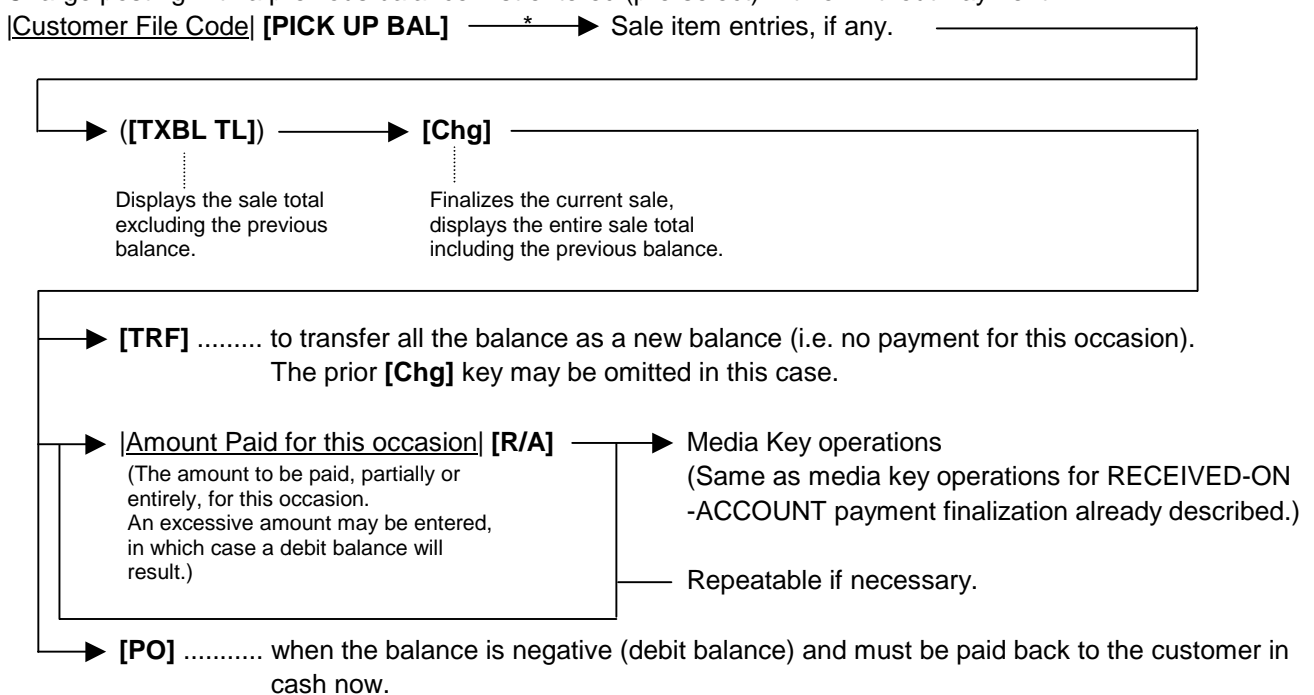 |Customer File Code| [PICK UP BAL] * Sale item entries, if any.
([TXBL TL]) [Chg]
Displays the sale total
excluding the previous
balance.
Finalizes the current sale,
displays the entire sale total
including the previous balance.
[TRF] ......... to transfer all the balance as a new balance (i.e. no payment for this occasion).
The prior [Chg] key may be omitted in this case.
|Amount Paid for this occasion| [R/A]
(The amount to be paid, partially or
entirely, for this occasion.
An excessive amount may be entered,
in which case a debit balance will
result.)
Media Key operations
(Same as media key operations for RECEIVED-ON
-ACCOUNT payment finalization already described.)
Repeatable if necessary.
[PO] ........... when the balance is negative (debit balance) and must be paid back to the customer in
cash now.